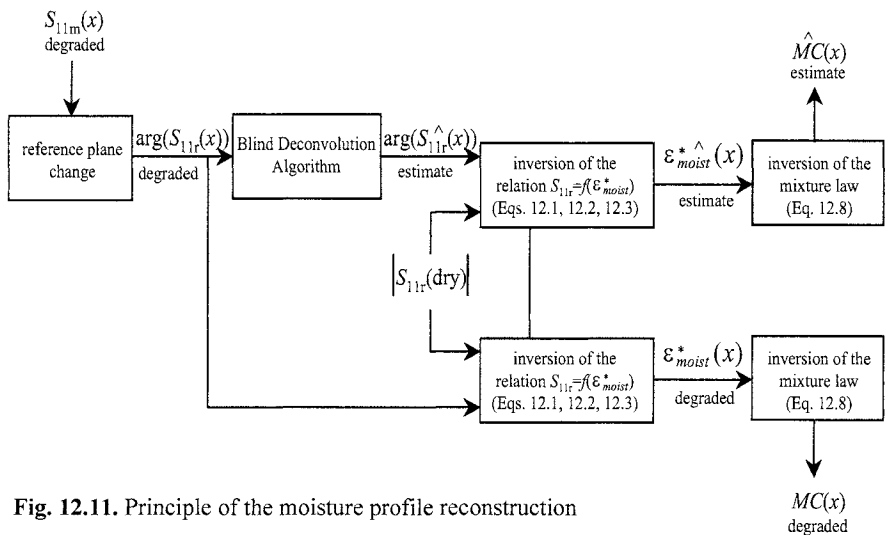 S₁₁ₘ(x)
degraded
reference plane
change
arg(S₁₁ᵣ(x))
degraded
Blind Deconvolution
Algorithm
arg(S₁₁ᵣ^(x))
estimate
inversion of the
relation S₁₁ᵣ=f(ε*moist)
(Eqs. 12.1, 12.2, 12.3)
ε*moist^(x)
estimate
inversion of the
mixture law
(Eq. 12.8)
M̂C(x)
estimate
|S₁₁ᵣ(dry)|
inversion of the
relation S₁₁ᵣ=f(ε*moist)
(Eqs. 12.1, 12.2, 12.3)
ε*moist(x)
degraded
inversion of the
mixture law
(Eq. 12.8)
MC(x)
degraded
Fig. 12.11. Principle of the moisture profile reconstruction